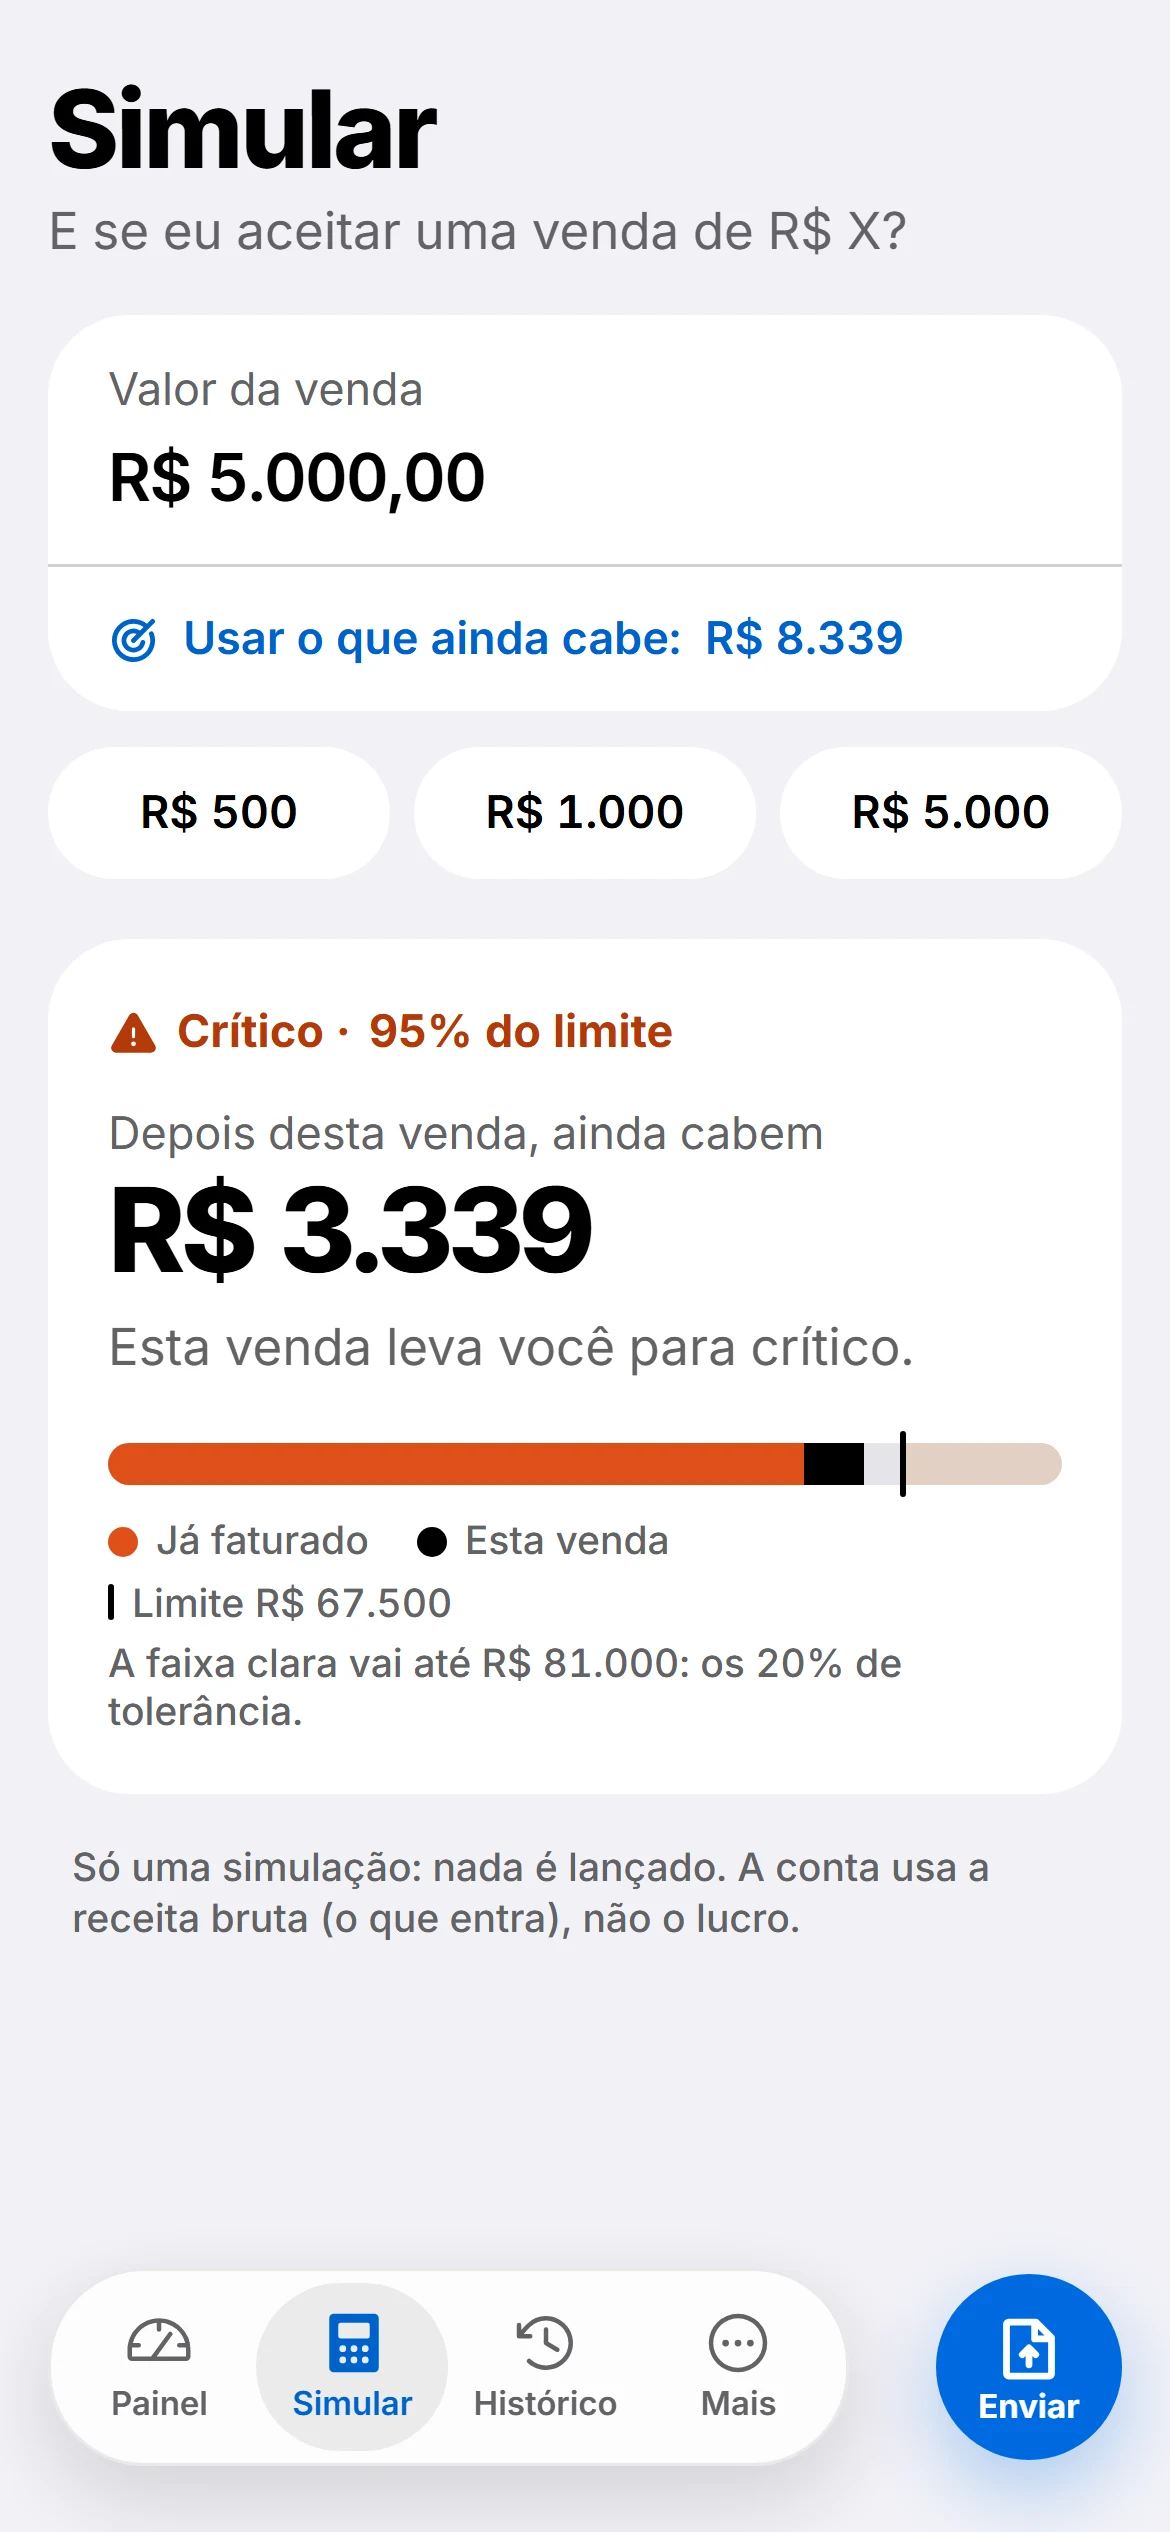 Simular
E se eu aceitar uma venda de R$ X?
Valor da venda
R$ 5.000,00
Usar o que ainda cabe: R$ 8.339
R$ 500
R$ 1.000
R$ 5.000
Crítico · 95% do limite
Depois desta venda, ainda cabem
R$ 3.339
Esta venda leva você para crítico.
Já faturado
Esta venda
Limite R$ 67.500
A faixa clara vai até R$ 81.000: os 20% de
tolerância.
Só uma simulação: nada é lançado. A conta usa a
receita bruta (o que entra), não o lucro.
Painel
Simular
Histórico
Mais
Enviar